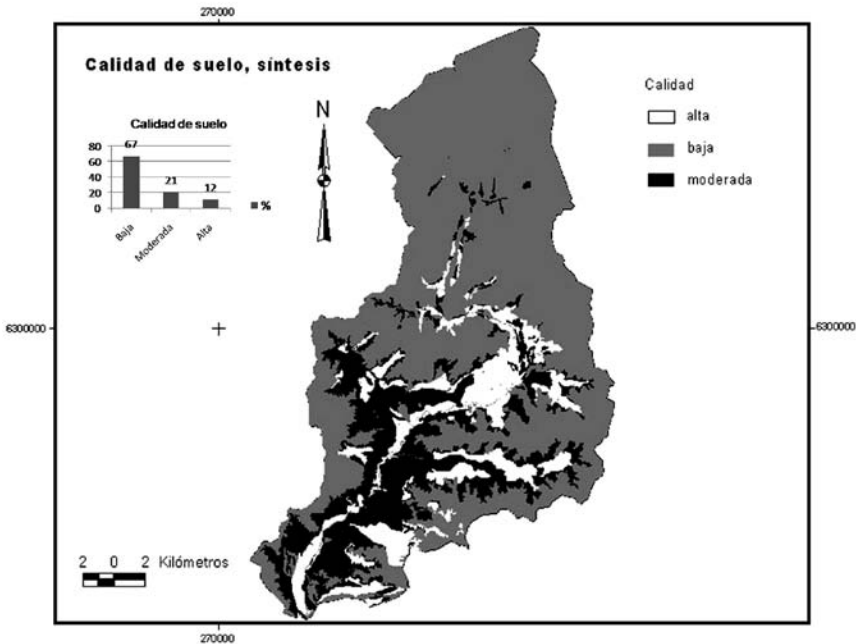 270000
Calidad de suelo, síntesis
Calidad de suelo
80
60
40
20
0
67
21
12
Baja
Moderada
Alta
%
N
Calidad
alta
baja
moderada
6300000
6300000
2 0 2 Kilómetros
270000